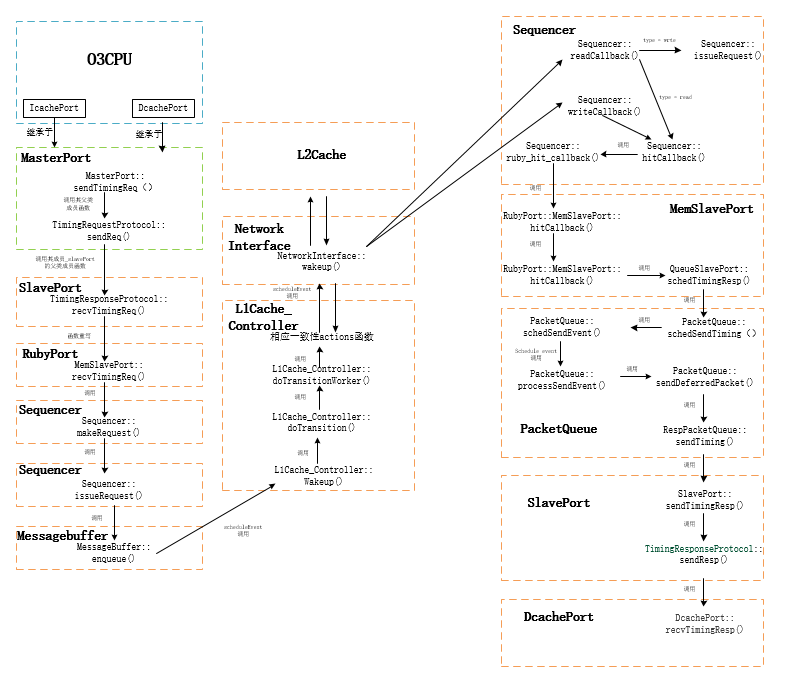 O3CPU
IcachePort
DcachePort
继承于
继承于
MasterPort
MasterPort::
sendTimingReq ()
调用其父类
成员函数
TimingRequestProtocol::
sendReq()
调用其成员_slavePort
的父类成员函数
SlavePort
TimingResponseProtocol::
recvTimingReq()
函数重写
RubyPort
MemSlavePort::
recvTimingReq()
调用
Sequencer
Sequencer::
makeRequest()
调用
Sequencer
Sequencer::
issueRequest()
调用
Messagebuffer
MessageBuffer::
enqueue()
scheduleEvent
调用
L2Cache
Network
Interface
NetworkInterface::
wakeup()
scheduleEvent
调用
L1Cache_
Controller
相应一致性actions函数
调用
L1Cache_Controller::
doTransitionWorker()
调用
L1Cache_Controller::
doTransition()
调用
L1Cache_Controller::
Wakeup()
Sequencer
Sequencer::
readCallback()
type = write
Sequencer::
issueRequest()
type = read
Sequencer::
writeCallback()
Sequencer::
ruby_hit_callback()
调用
Sequencer::
hitCallback()
调用
MemSlavePort
RubyPort::MemSlavePort::
hitCallback()
调用
RubyPort::MemSlavePort::
hitCallback()
调用
QueueSlavePort::
schedTimingResp()
调用
PacketQueue::
schedSendEvent()
调用
PacketQueue::
schedSendTiming ()
Schedule event
调用
PacketQueue::
processSendEvent()
调用
PacketQueue::
sendDeferredPacket()
调用
PacketQueue
RespPacketQueue::
sendTiming()
调用
SlavePort
SlavePort::
sendTimingResp()
调用
TimingResponseProtocol::
sendResp()
调用
DcachePort
DcachePort::
recvTimingResp()